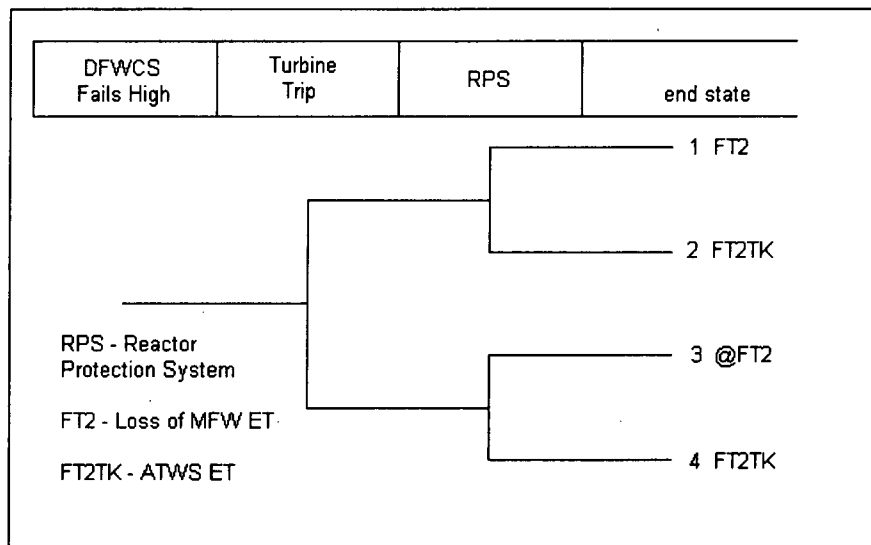 DFWCS
Fails High
Turbine
Trip
RPS
end state
1 FT2
2 FT2TK
RPS - Reactor
Protection System
3 @FT2
FT2 - Loss of MFW ET
FT2TK - ATWS ET
4 FT2TK